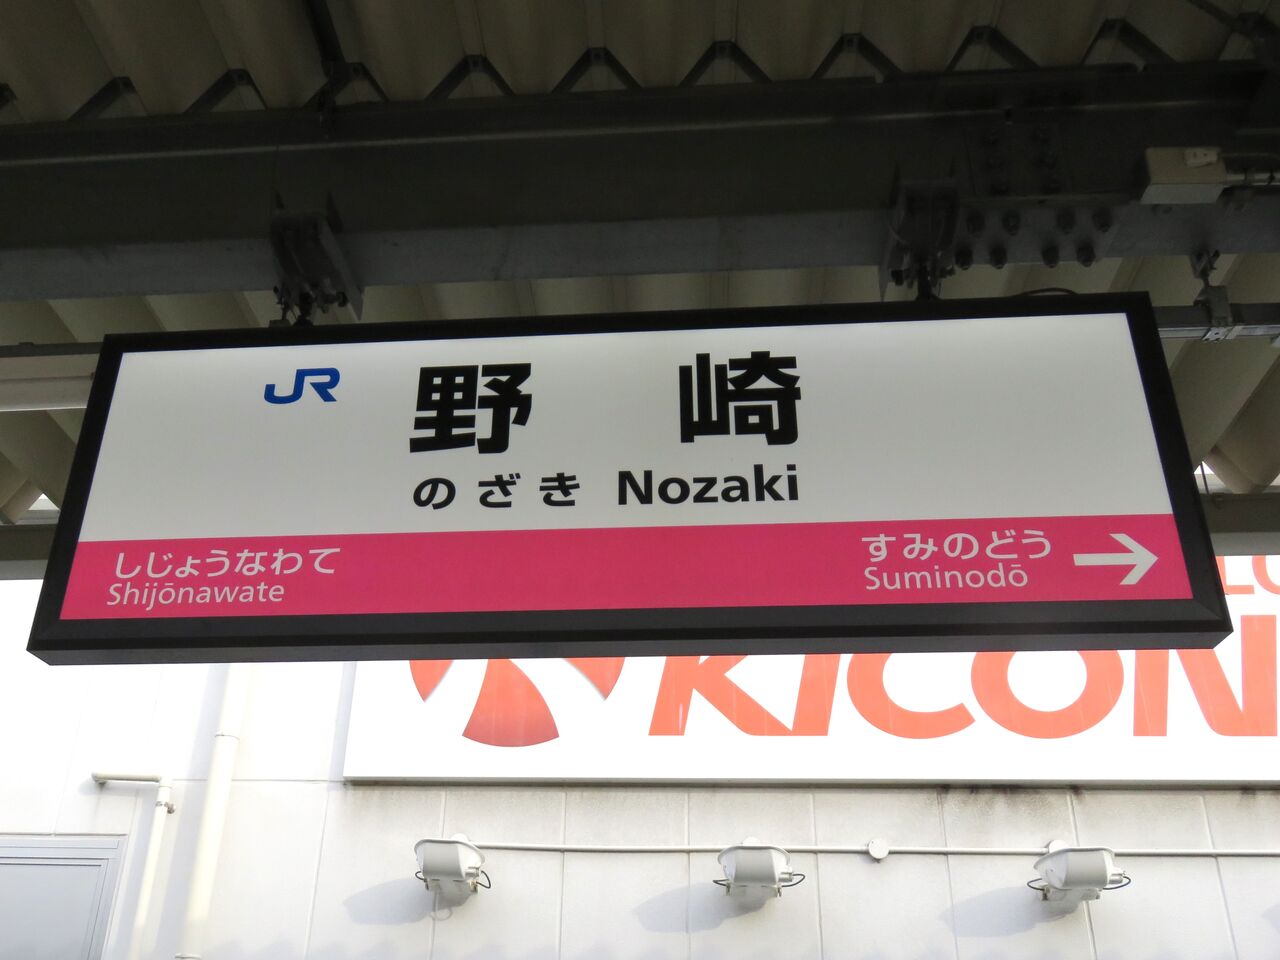 JR
野崎
のざき Nozaki
しじょうなわて
Shijōnawate
すみのどう
Suminodō
KICON